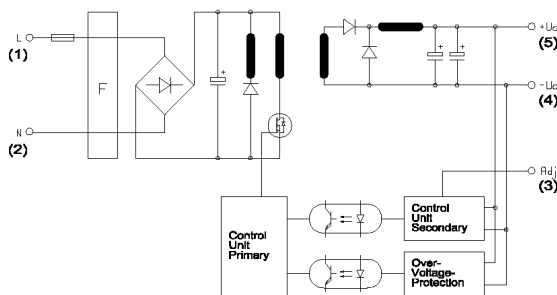 L
(1)
F
N
(2)
+
+
+
+Uo
(5)
-Uo
(4)
Adj
(3)
Control
Unit
Primary
Control
Unit
Secondary
Over-
Voltage-
Protection